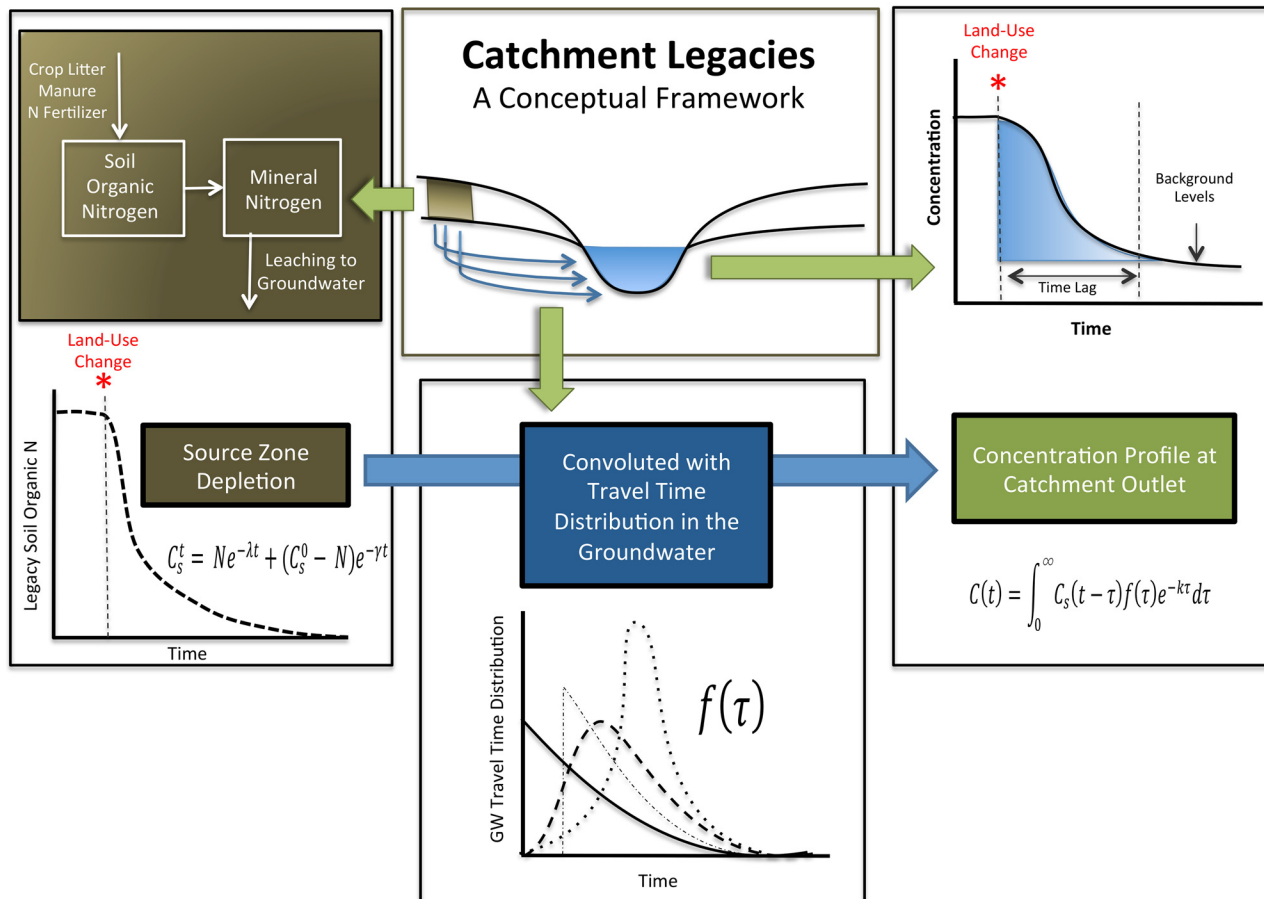 Catchment Legacies
A Conceptual Framework
Crop Litter
Manure
N Fertilizer
Soil
Organic
Nitrogen
Mineral
Nitrogen
Leaching to
Groundwater
Land-Use
Change
*
Legacy Soil Organic N
Time
Source Zone
Depletion
C_s^t = Ne^{-λt} + (C_s^0 − N)e^{-γt}
Convoluted with
Travel Time
Distribution in the
Groundwater
f(τ)
GW Travel Time Distribution
Time
Land-Use
Change
*
Concentration
Background
Levels
Time Lag
Time
Concentration Profile at
Catchment Outlet
C(t) = ∫_0^∞ C_s(t − τ)f(τ)e^{-kτ}dτ